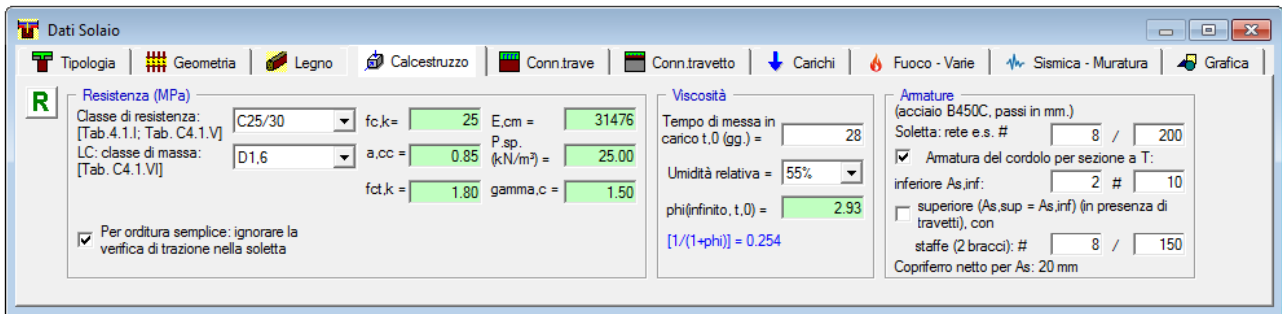 Dati Solaio
Tipologia Geometria Legno Calcestruzzo Conn.trave Conn.travetto Carichi Fuoco - Varie Sismica - Muratura Grafica
R
Resistenza (MPa)
Classe di resistenza: C25/30 fc,k= 25 E,cm = 31476
[Tab.4.1.I; Tab. C4.1.V]
LC: classe di massa: D1,6 a,cc = 0.85 P.sp. (kN/m³) = 25.00
[Tab. C4.1.VI]
fct,k = 1.80 gamma,c = 1.50
Per orditura semplice: ignorare la
verifica di trazione nella soletta
Viscosità
Tempo di messa in
carico t,0 (gg.) = 28
Umidità relativa = 55%
phi(infinito, t,0) = 2.93
[1/(1+phi)] = 0.254
Armature
(acciaio B450C, passi in mm.)
Soletta: rete e.s. # 8 / 200
Armatura del cordolo per sezione a T:
inferiore As,inf: 2 # 10
superiore (As,sup = As,inf) (in presenza di
travetti), con
staffe (2 bracci): # 8 / 150
Copriferro netto per As: 20 mm